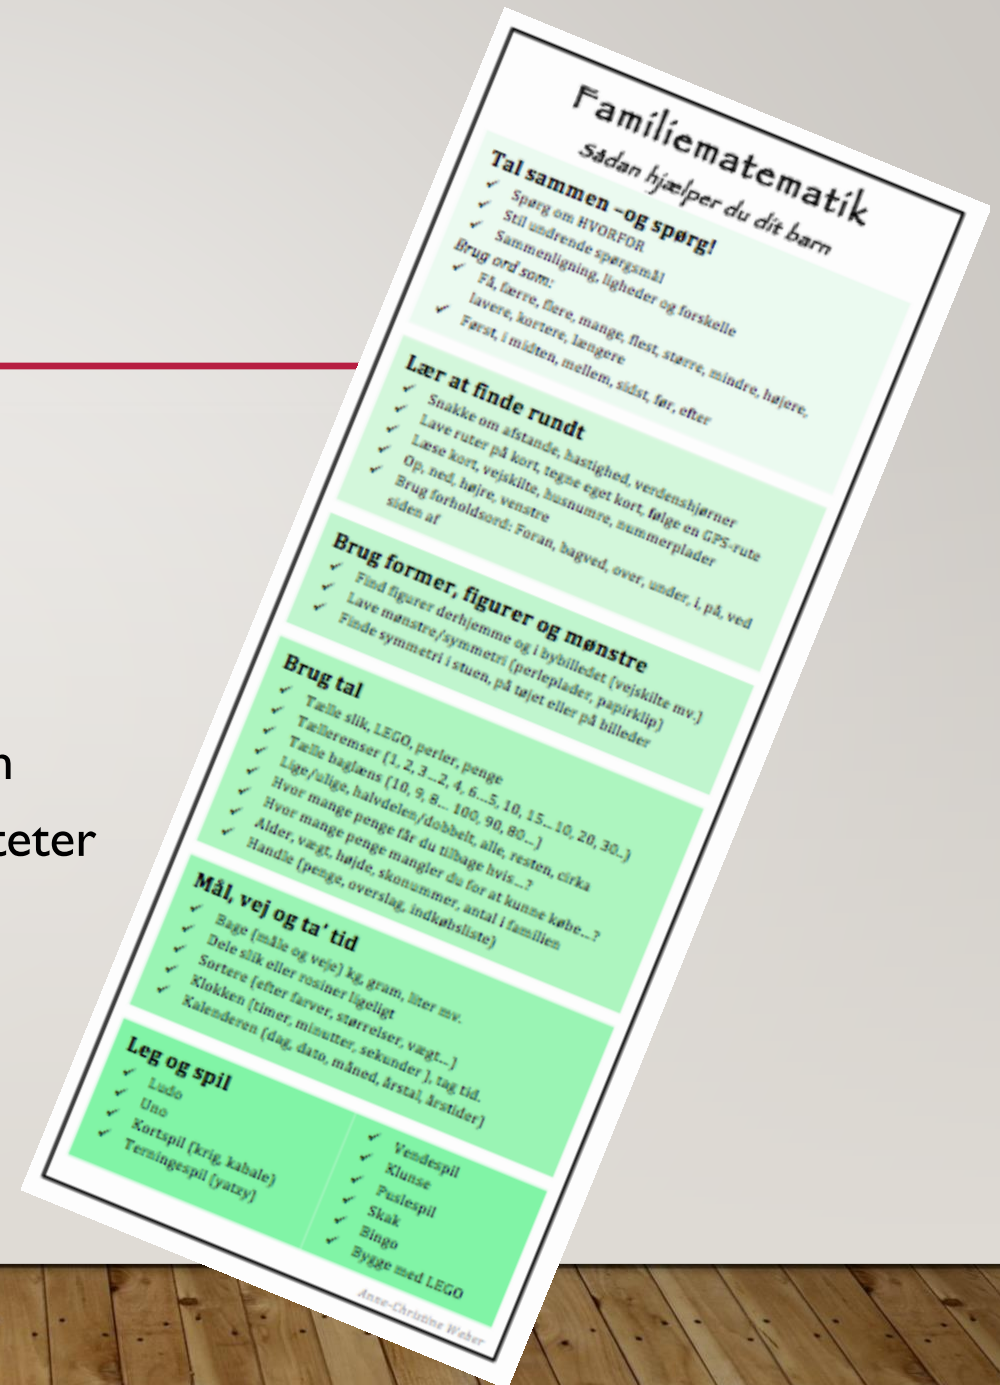 Familiematematik
Sådan hjælper du dit barn
Tal sammen –og spørg!
✓ Spørg om HVORFOR
✓ Stil undrende spørgsmål
✓ Sammenligning, ligheder og forskelle
Brug ord som:
✓ Få, færre, flere, mange, flest, større, mindre, højere,
lavere, kortere, længere
✓ Først, i midten, mellem, sidst, før, efter
Lær at finde rundt
✓ Snakke om afstande, hastighed, verdenshjørner
✓ Lave ruter på kort, tegne eget kort, følge en GPS-rute
✓ Læse kort, vejskilte, husnumre, nummerplader
✓ Op, ned, højre, venstre
✓ Brug forholdsord: Foran, bagved, over, under, i, på, ved
siden af
Brug former, figurer og mønstre
✓ Find figurer derhjemme og i bybilledet (vejskilte mv.)
✓ Lave mønstre/symmetri (perleplader, papirklip)
✓ Finde symmetri i stuen, på tøjet eller på billeder
Brug tal
✓ Tælle slik, LEGO, perler, penge
✓ Tælleremser (1, 2, 3...2, 4, 6...5, 10, 15...10, 20, 30..)
✓ Tælle baglæns (10, 9, 8... 100, 90, 80...)
✓ Lige/ulige, halvdelen/dobbelt, alle, resten, cirka
✓ Hvor mange penge får du tilbage hvis...?
✓ Hvor mange penge mangler du for at kunne købe...?
✓ Alder, vægt, højde, skonummer, antal i familien
✓ Handle (penge, overslag, indkøbsliste)
Mål, vej og ta' tid
✓ Bage (måle og veje) kg, gram, liter mv.
✓ Dele slik eller rosiner ligeligt
✓ Sortere (efter farver, størrelser, vægt...)
✓ Klokken (timer, minutter, sekunder ), tag tid.
✓ Kalenderen (dag, dato, måned, årstal, årstider)
Leg og spil
✓ Ludo
✓ Uno
✓ Kortspil (krig, kabale)
✓ Terningespil (yatzy)
✓ Vendespil
✓ Klunse
✓ Puslespil
✓ Skak
✓ Bingo
✓ Bygge med LEGO
Anne-Christine Weber
n
teter